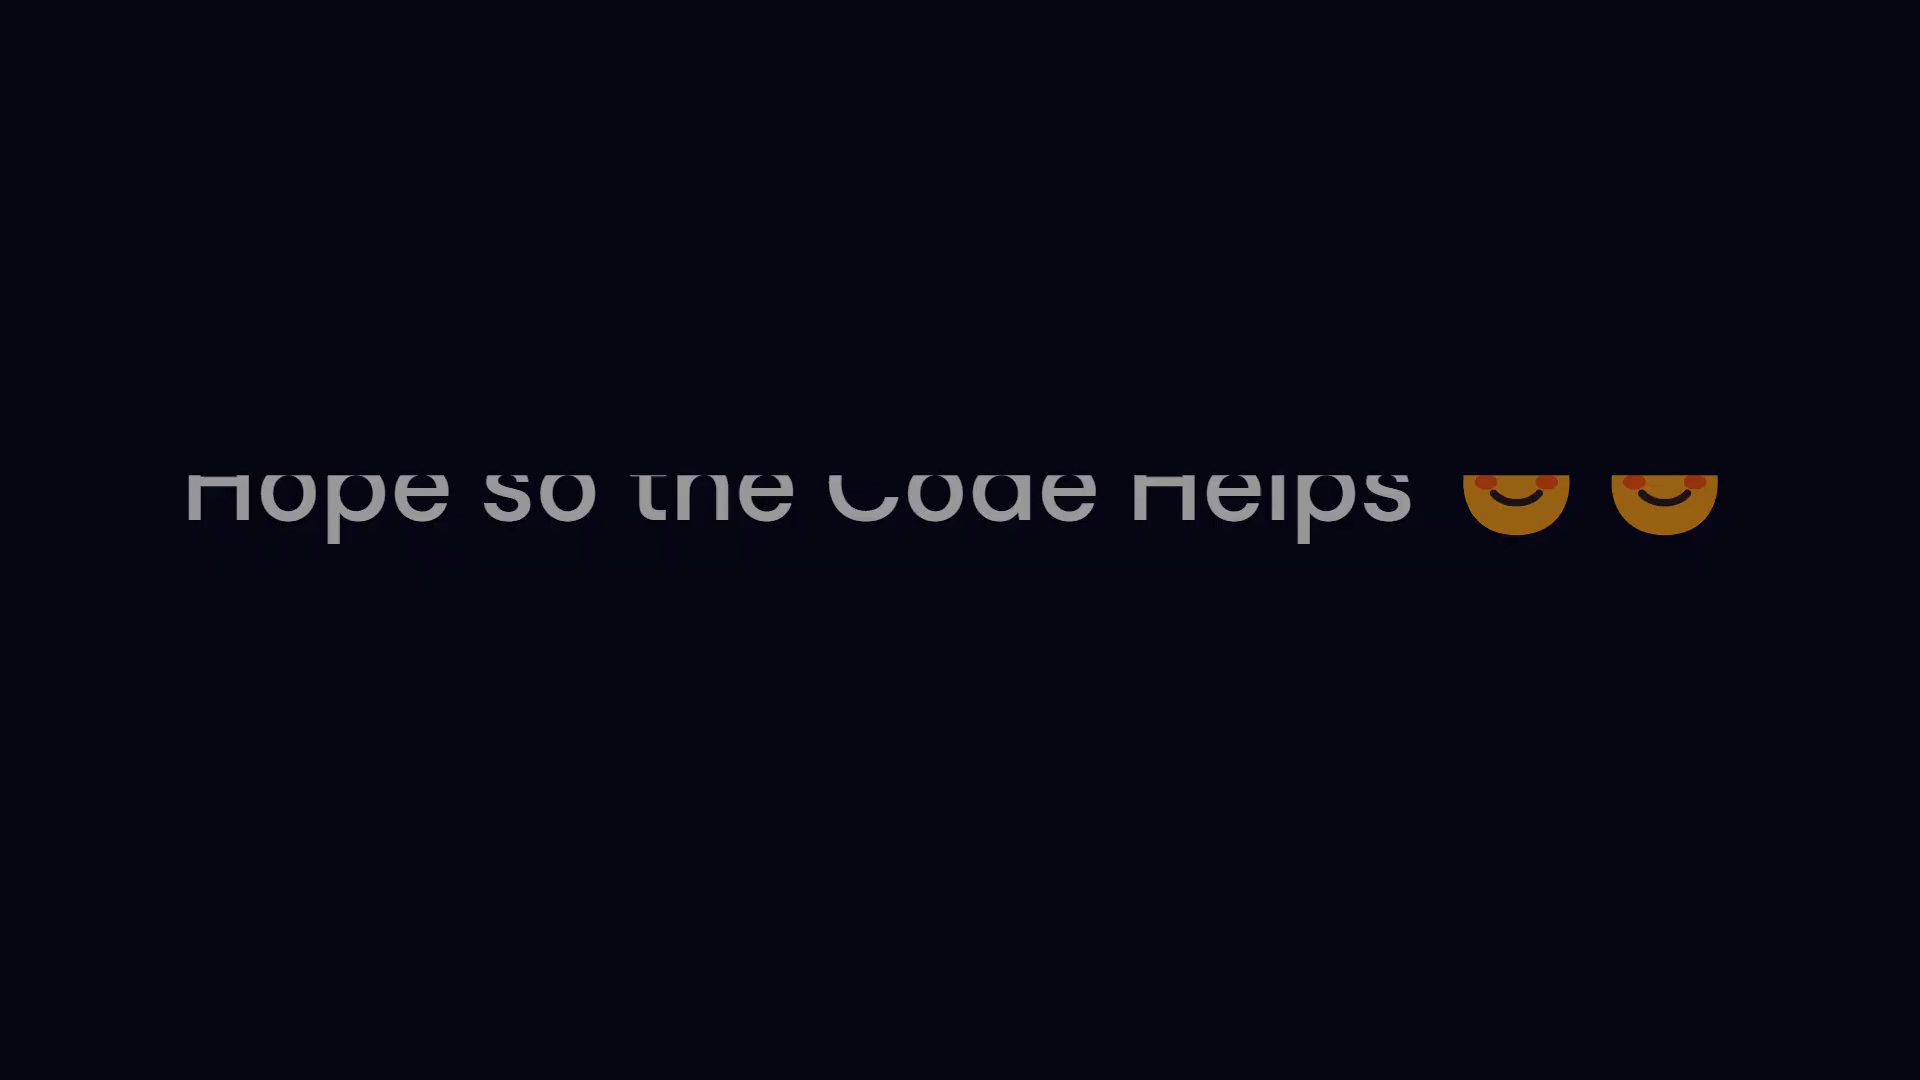 Hope so the Code Helps 😊 😊